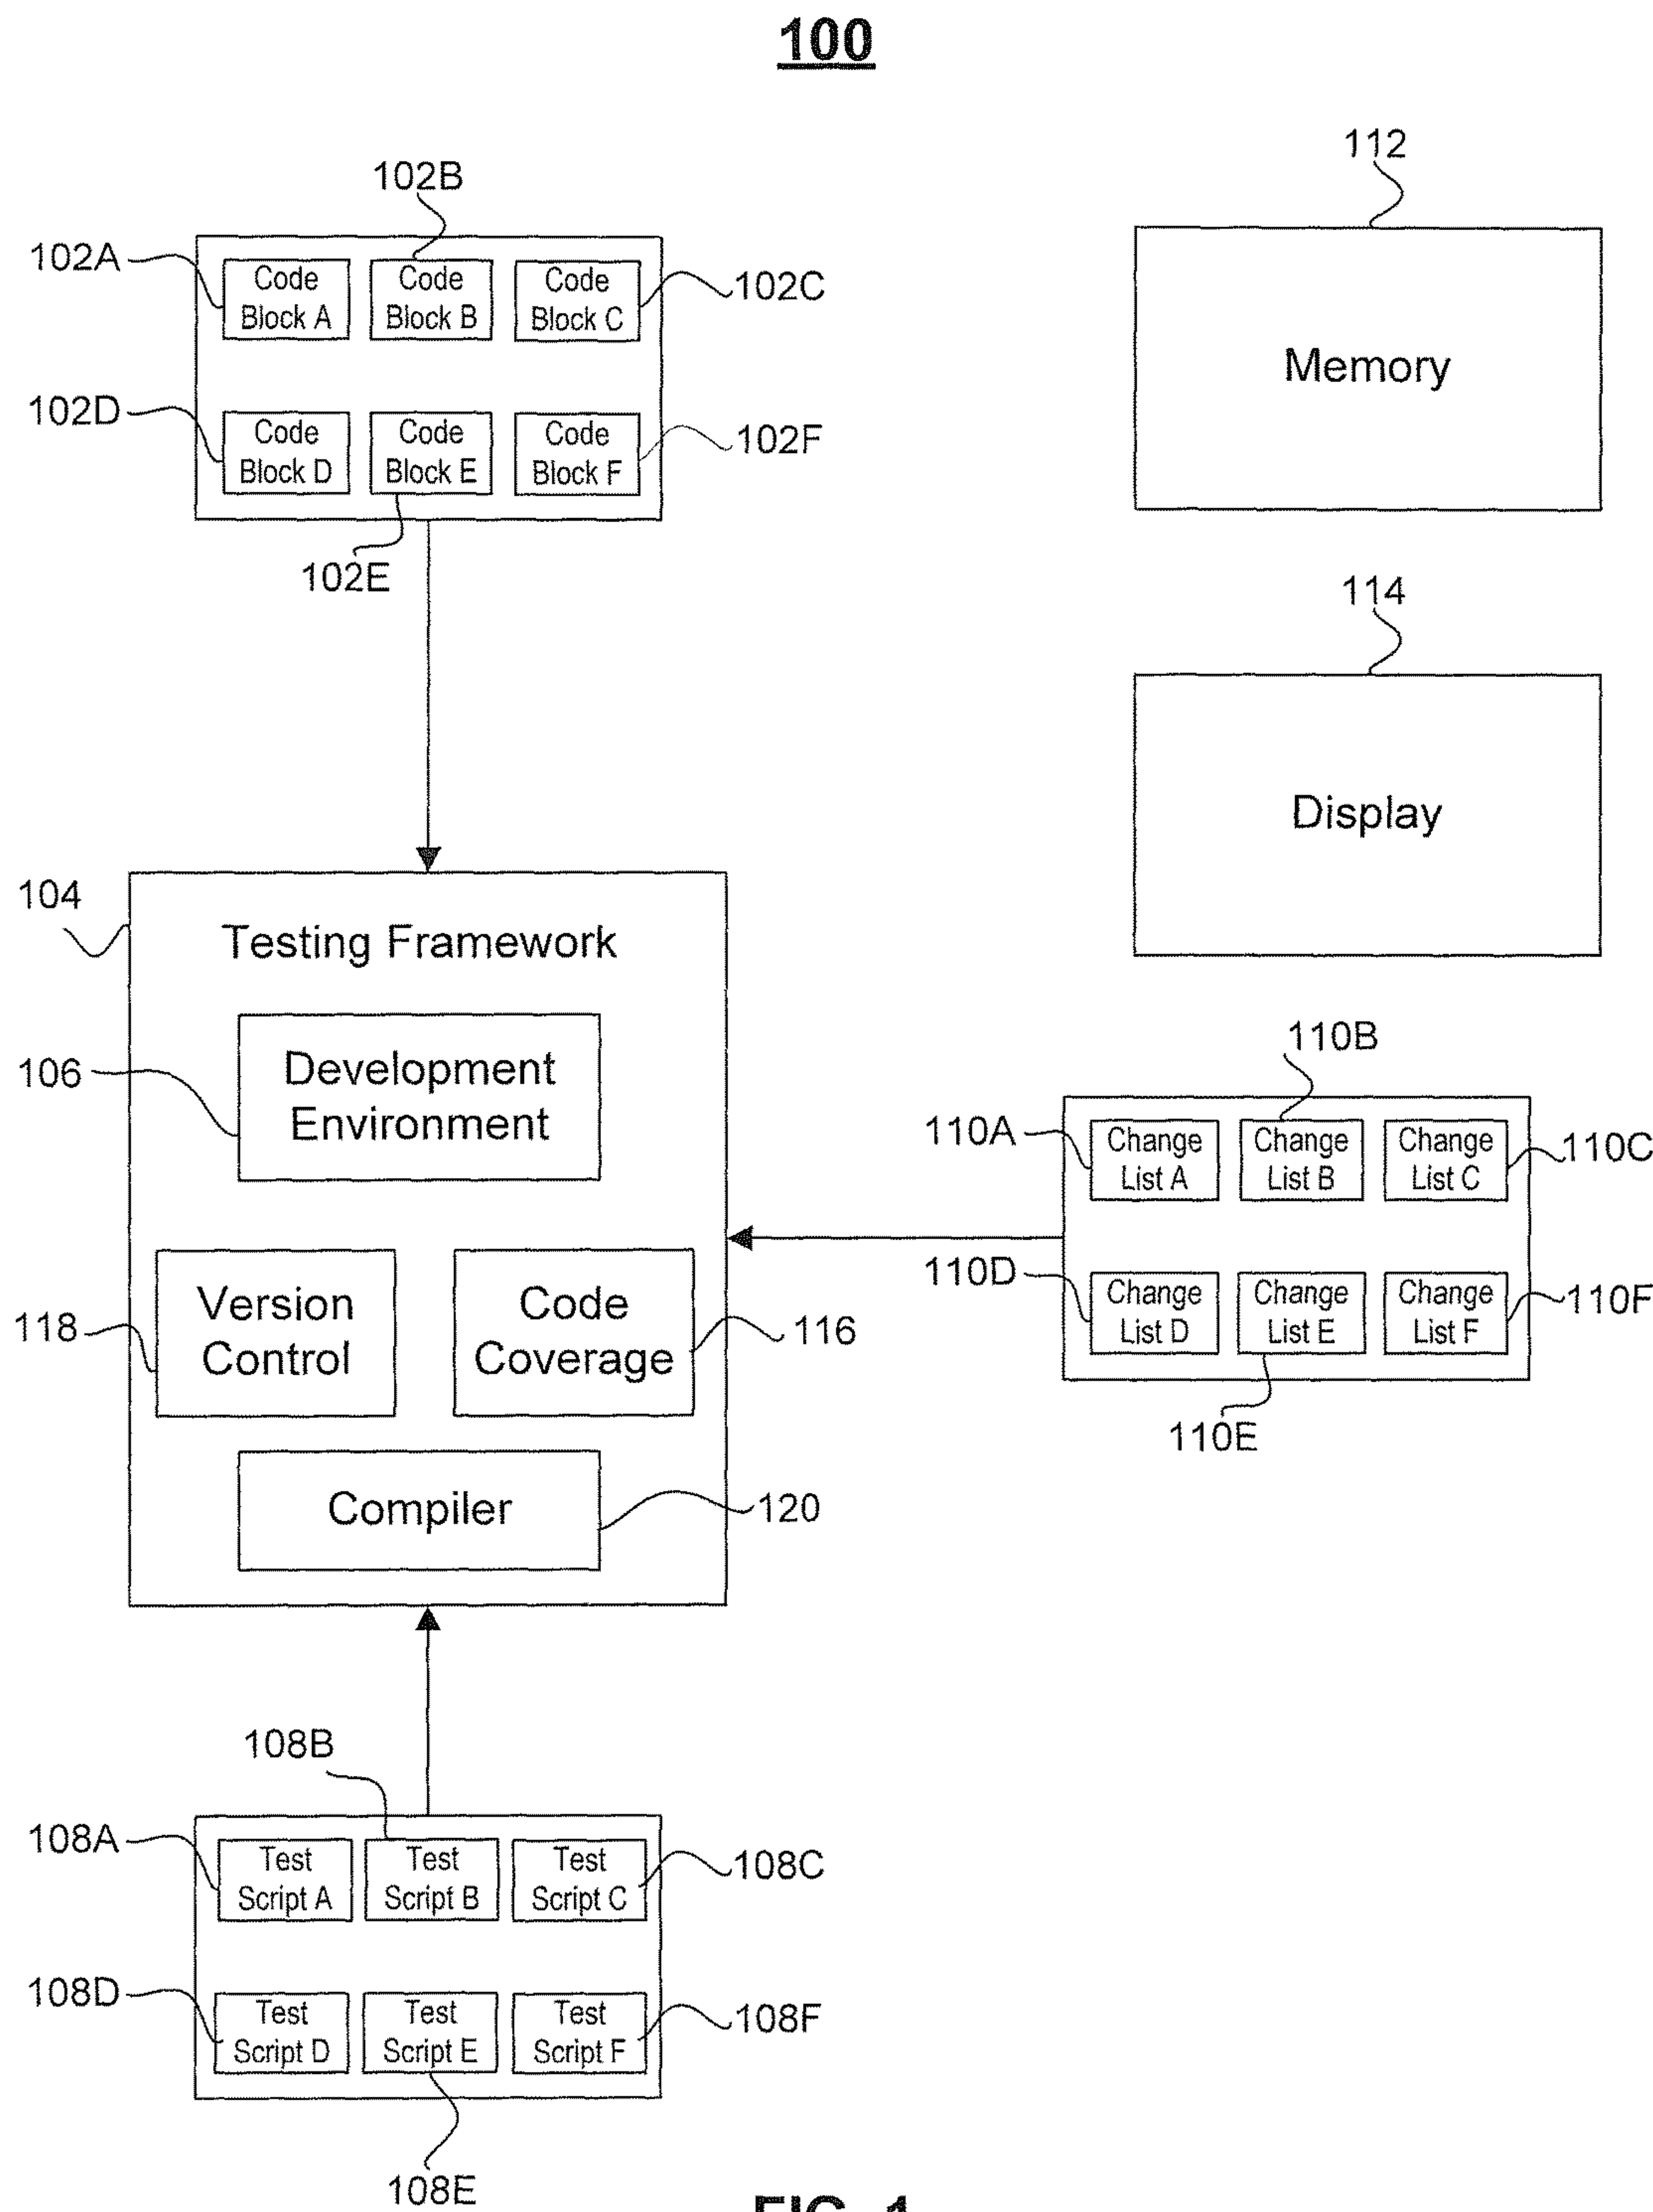 100
112
102B
102A
Code
Block A
Code
Block B
Code
Block C
102C
Memory
102D
Code
Block D
Code
Block E
Code
Block F
102F
102E
114
Display
104
Testing Framework
106
Development
Environment
110B
110A
Change
List A
Change
List B
Change
List C
110C
110D
Change
List D
Change
List E
Change
List F
110F
110E
118
Version
Control
Code
Coverage
116
Compiler
120
108B
108A
Test
Script A
Test
Script B
Test
Script C
108C
108D
Test
Script D
Test
Script E
Test
Script F
108F
108E
FIG. 1